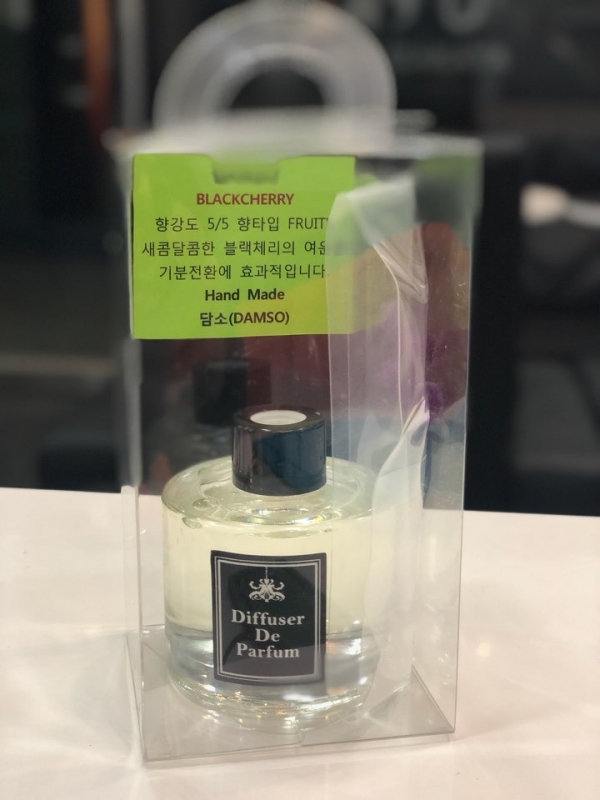 BLACKCHERRY
향강도 5/5 향타입 FRUITY
새콤달콤한 블랙체리의
기분전환에 효과적입니다.
Hand Made
담소(DAMSO)
Diffuser
De
Parfum